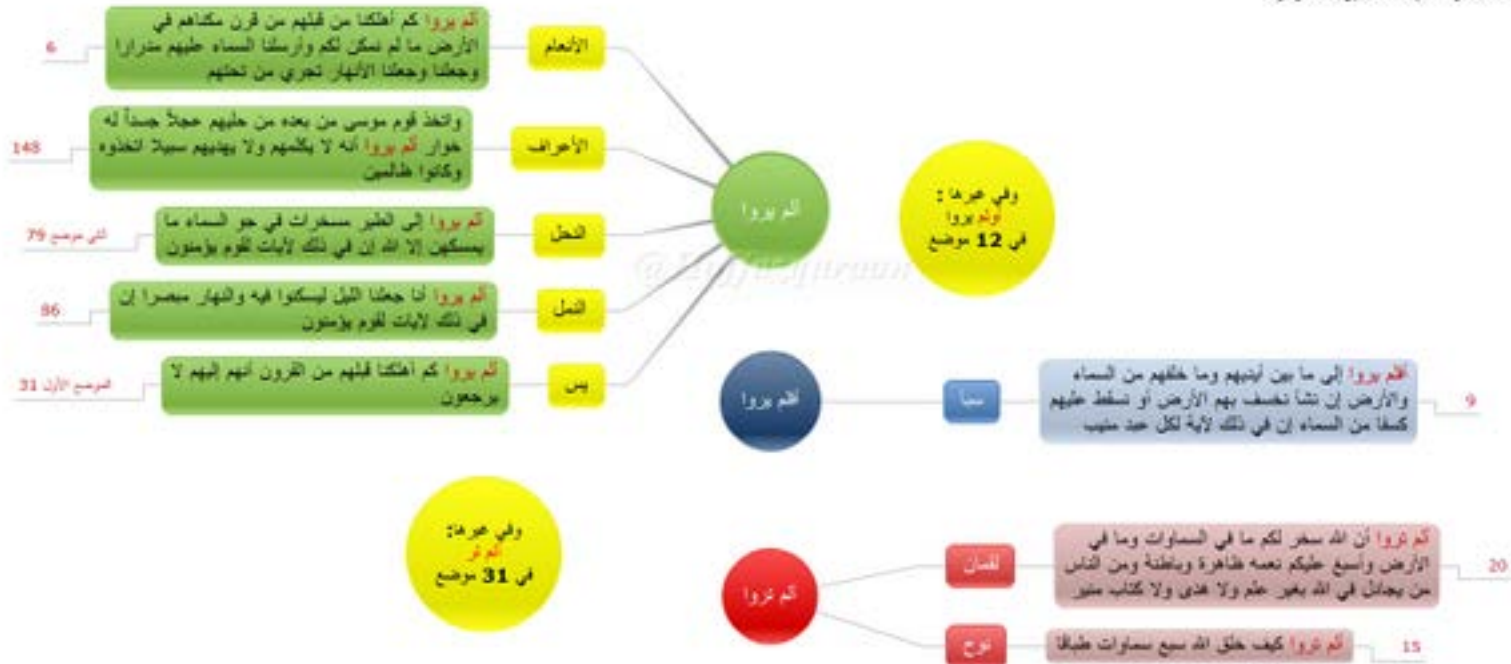 ألم يروا كم أهلكنا من قبلهم من قرن مكناهم في
الأرض ما لم نمكن لكم وأرسلنا السماء عليهم مدرارا
وجعلنا وجعلنا الأنهار تجري من تحتهم
الأنعام
6
واتخذ قوم موسى من بعده من حليهم عجلاً جسداً له
خوار ألم يروا أنه لا يكلمهم ولا يهديهم سبيلا اتخذوه
وكانوا ظالمين
الأعراف
148
ألم يروا إلى الطير مسخرات في جو السماء ما
يمسكهن إلا الله إن في ذلك لآيات لقوم يؤمنون
النحل
79
ألم يروا أنا جعلنا الليل ليسكنوا فيه والنهار مبصرا إن
في ذلك لآيات لقوم يؤمنون
النمل
86
ألم يروا كم أهلكنا قبلهم من القرون أنهم إليهم لا
يرجعون
يس
الموضع الأول 31
ألم يروا
وفي غيرها :
أولم يروا
في 12 موضع
أفلم يروا
سبأ
أفلم يروا إلى ما بين أيديهم وما خلفهم من السماء
والأرض إن نشأ نخسف بهم الأرض أو نسقط عليهم
كسفا من السماء إن في ذلك لآية لكل عبد منيب
9
وفي غيرها:
ألم تر
في 31 موضع
ألم تروا
لقمان
ألم تروا أن الله سخر لكم ما في السماوات وما في
الأرض وأسبغ عليكم نعمه ظاهرة وباطنة ومن الناس
من يجادل في الله بغير علم ولا هدى ولا كتاب منير
20
نوح
ألم تروا كيف خلق الله سبع سماوات طباقا
15